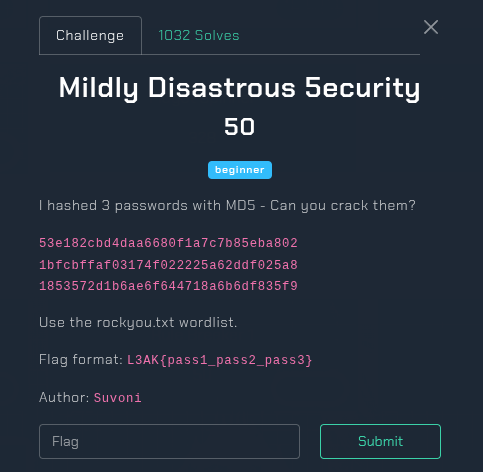 Challenge
1032 Solves
Mildly Disastrous 5ecurity
50
beginner
I hashed 3 passwords with MD5 - Can you crack them?
53e182cbd4daa6680f1a7c7b85eba802
1bfcbffaf03174f022225a62ddf025a8
1853572d1b6ae6f644718a6b6df835f9
Use the rockyou.txt wordlist.
Flag format: L3AK{pass1_pass2_pass3}
Author: Suvoni
Flag
Submit